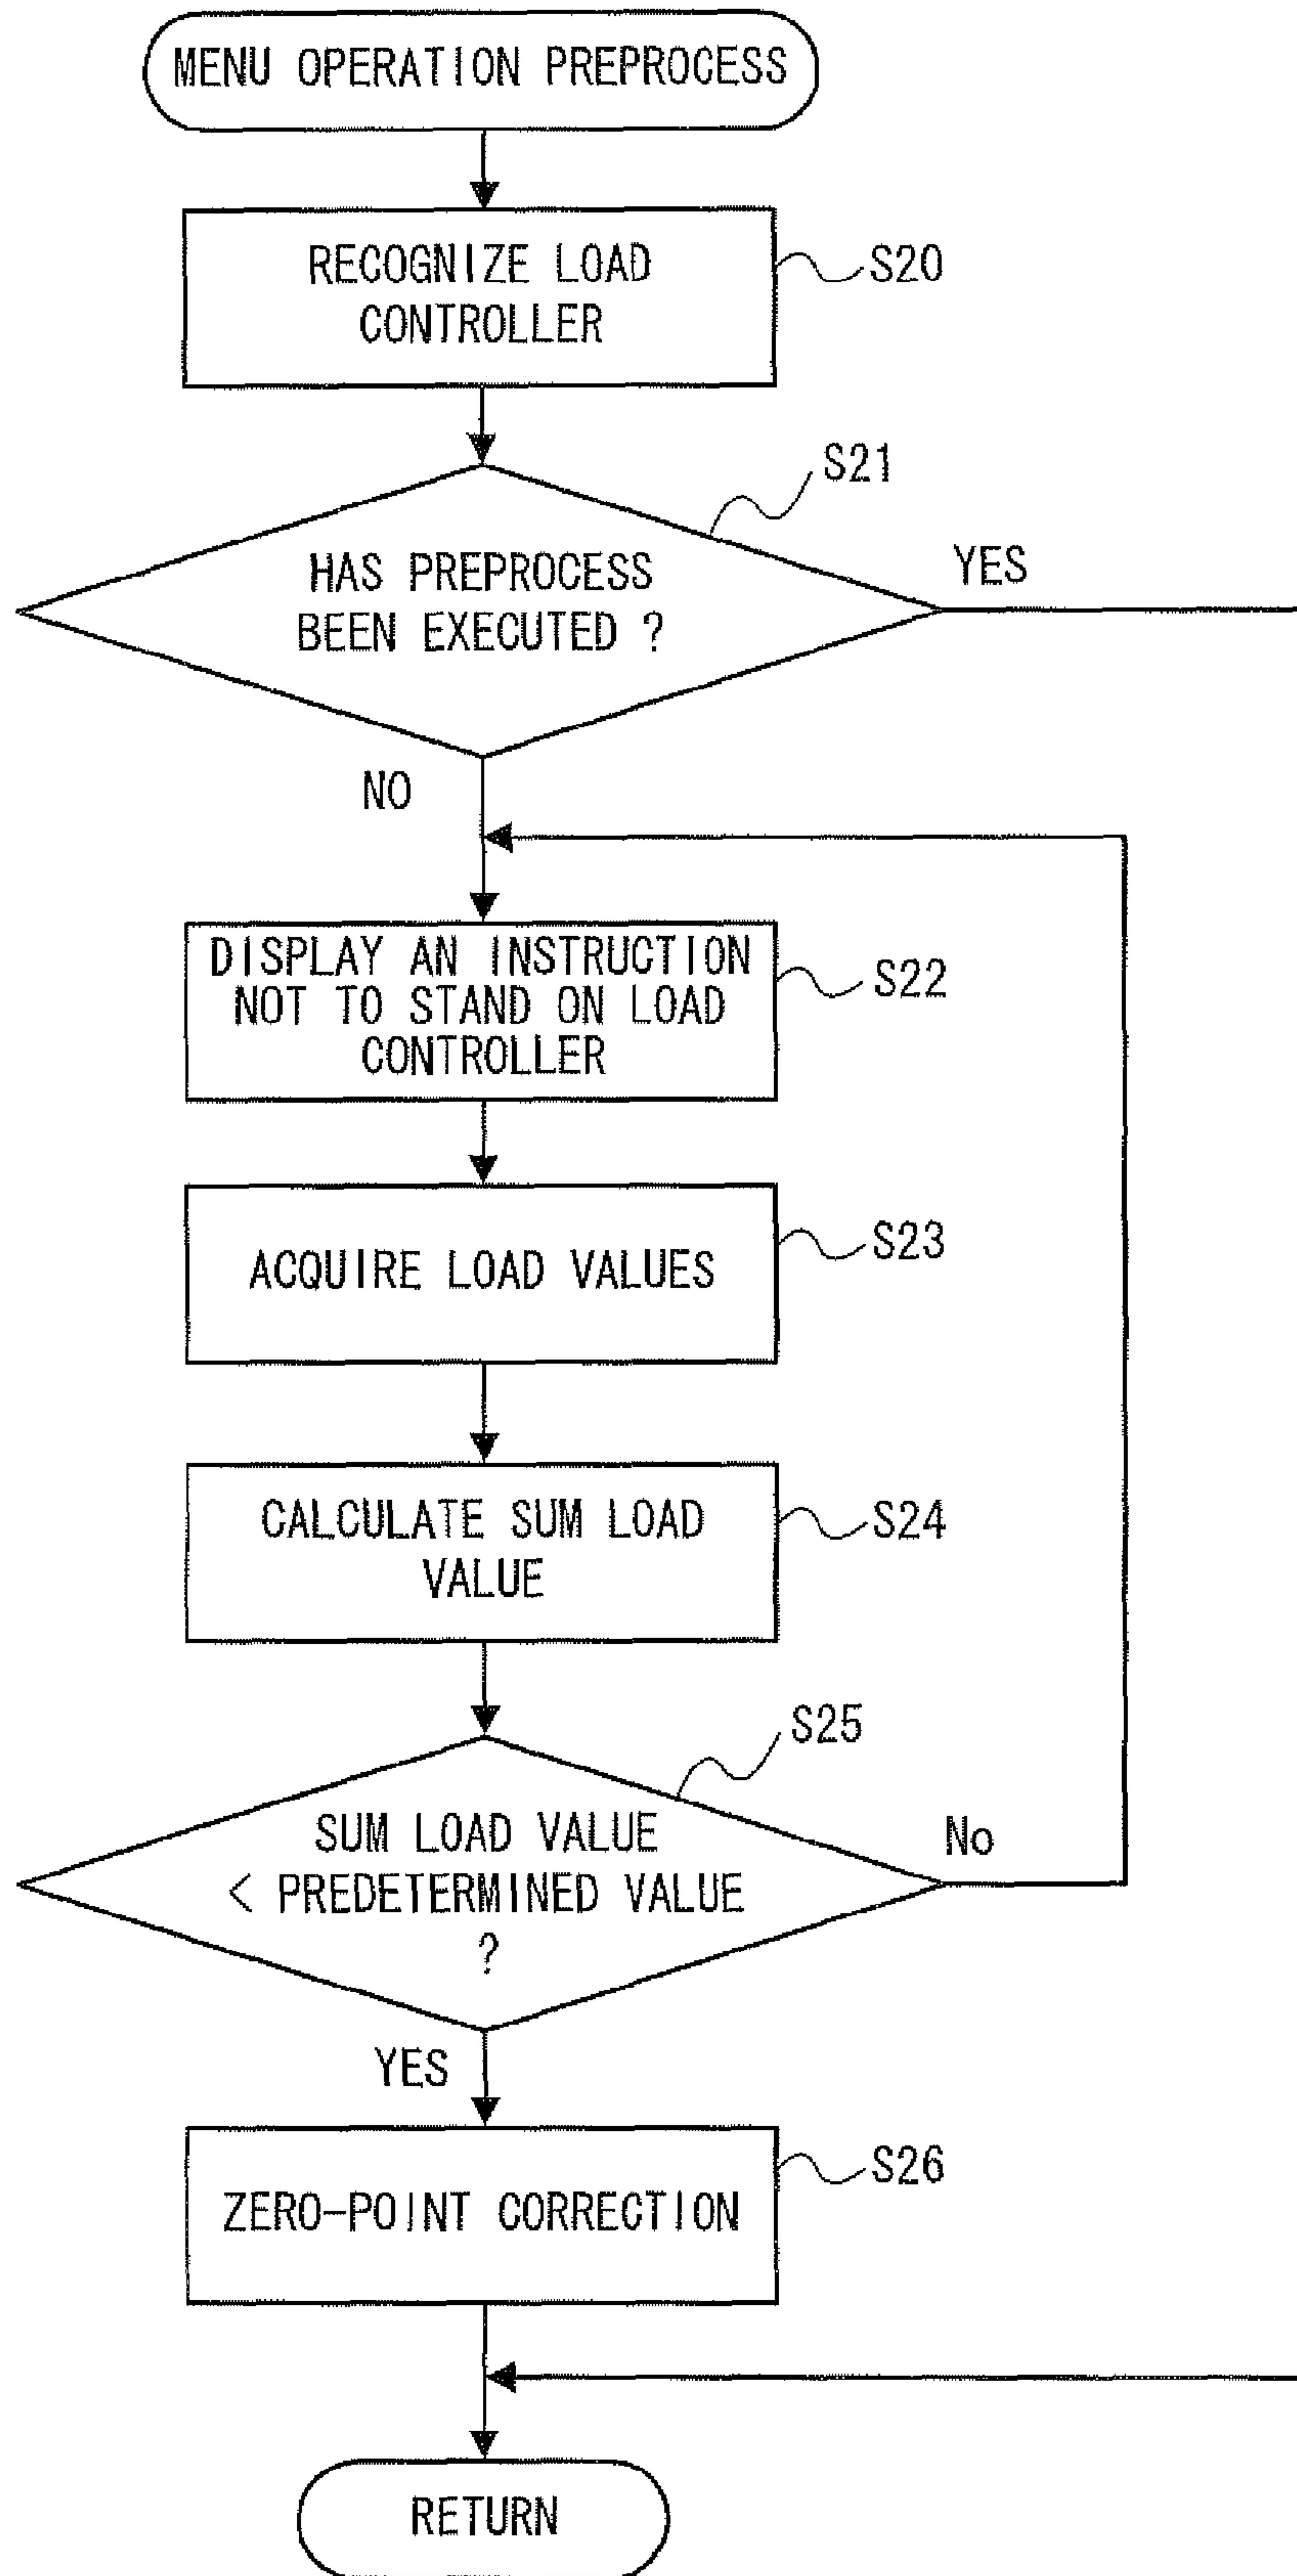 MENU OPERATION PREPROCESS
RECOGNIZE LOAD
CONTROLLER
S20
S21
HAS PREPROCESS
BEEN EXECUTED ?
YES
NO
DISPLAY AN INSTRUCTION
NOT TO STAND ON LOAD
CONTROLLER
S22
ACQUIRE LOAD VALUES
S23
CALCULATE SUM LOAD
VALUE
S24
S25
SUM LOAD VALUE
< PREDETERMINED VALUE
?
No
YES
ZERO-POINT CORRECTION
S26
RETURN